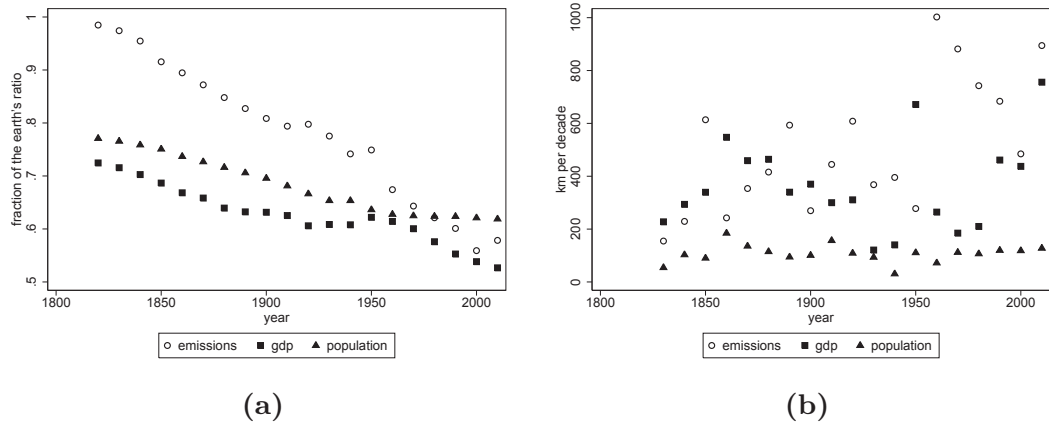 fraction of the earth's ratio
1
.9
.8
.7
.6
.5
1800
1850
1900
1950
2000
year
emissions gdp population
(a)
km per decade
1000
800
600
400
200
0
1800
1850
1900
1950
2000
year
emissions gdp population
(b)